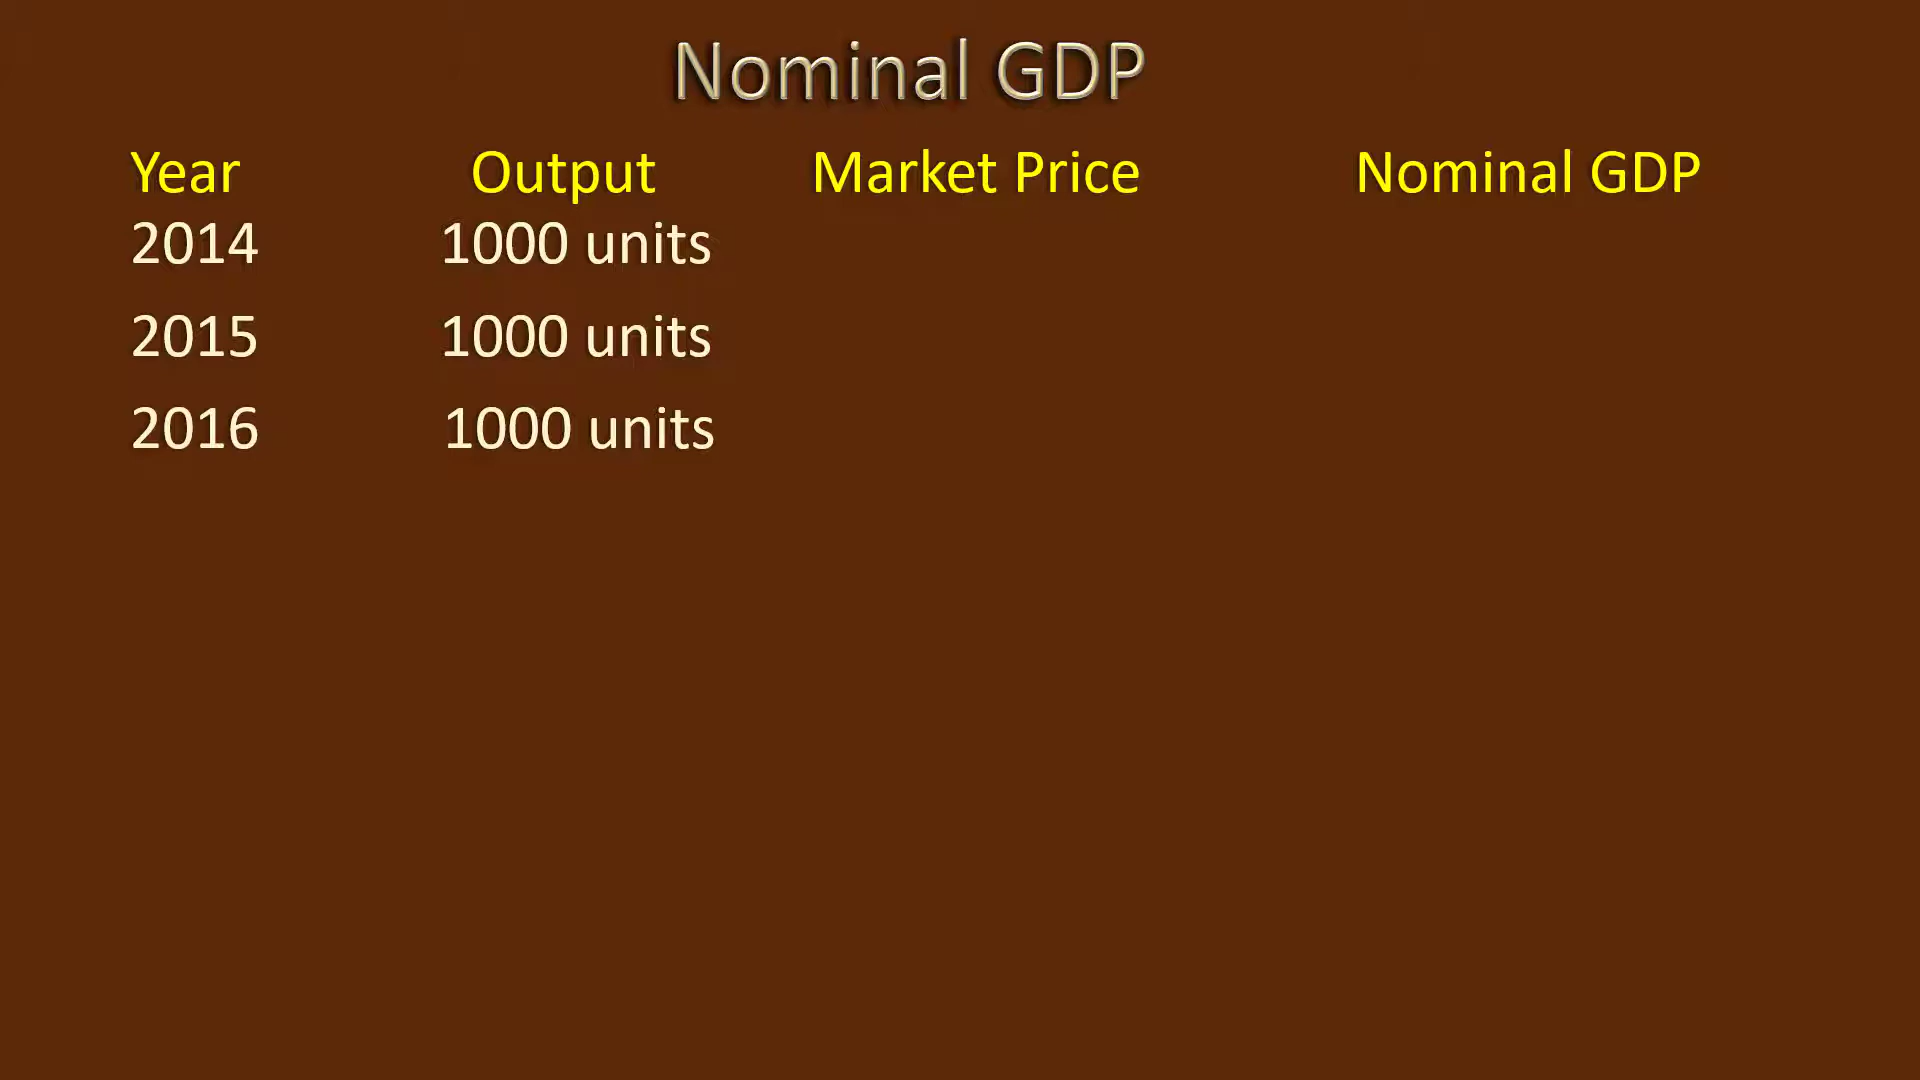 Nominal GDP
Year Output Market Price Nominal GDP
2014 1000 units
2015 1000 units
2016 1000 units